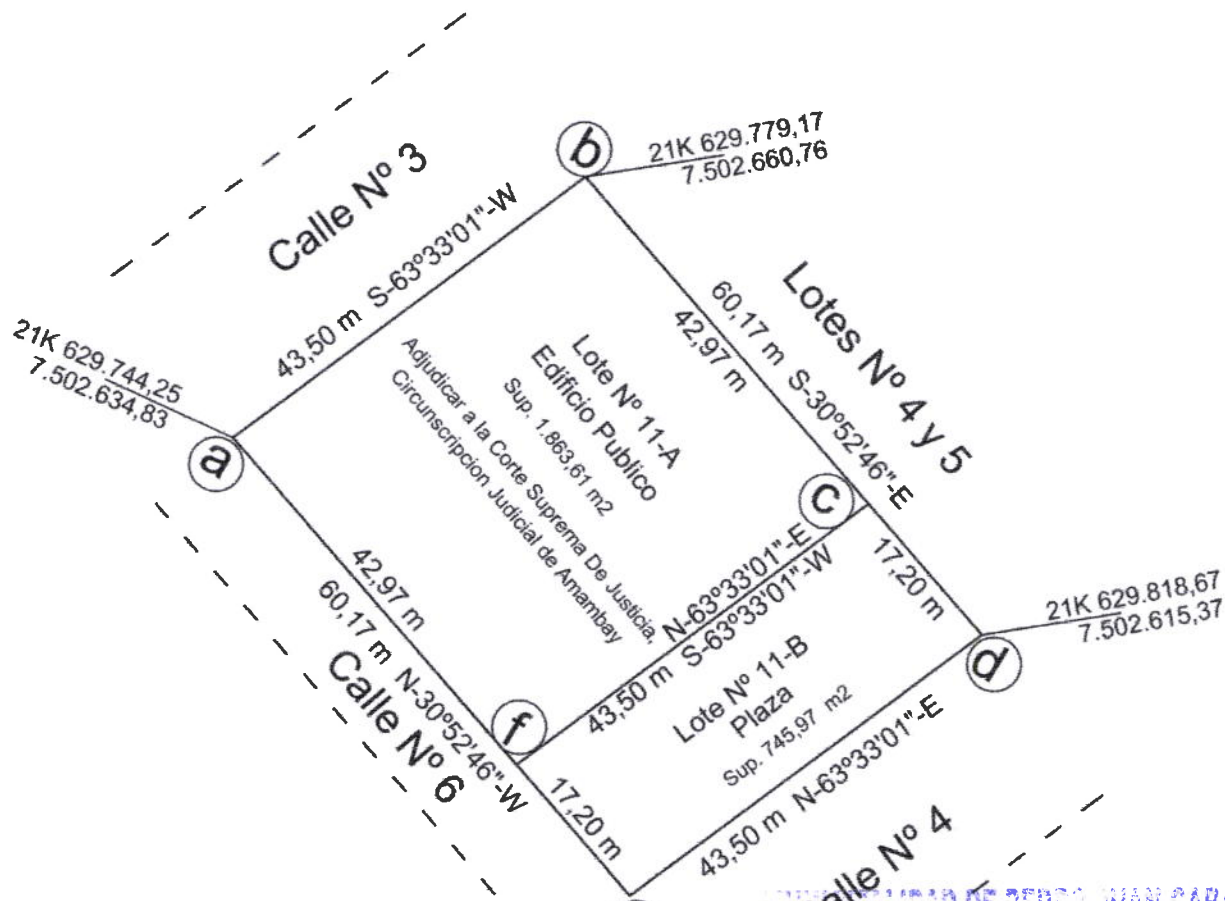 Calle Nº 3
b
21K 629.779,17
7.502.660,76
43,50 m S-63º33'01"-W
21K 629.744,25
7.502.634,83
a
Lotes Nº 4 y 5
60,17 m S-30º52'46"-E
42,97 m
Lote Nº 11-A
Edificio Publico
Sup. 1.863,61 m2
Adjudicar a la Corte Suprema De Justicia,
Circunscripcion Judicial de Amambay
c
N-63º33'01"-E
43,50 m S-63º33'01"-W
17,20 m
21K 629.818,67
7.502.615,37
d
42,97 m
60,17 m N-30º52'46"-W
Calle Nº 6
f
Lote Nº 11-B
Plaza
Sup. 745,97 m2
17,20 m
43,50 m N-63º33'01"-E
alle Nº 4
DE PEDRO JUAN